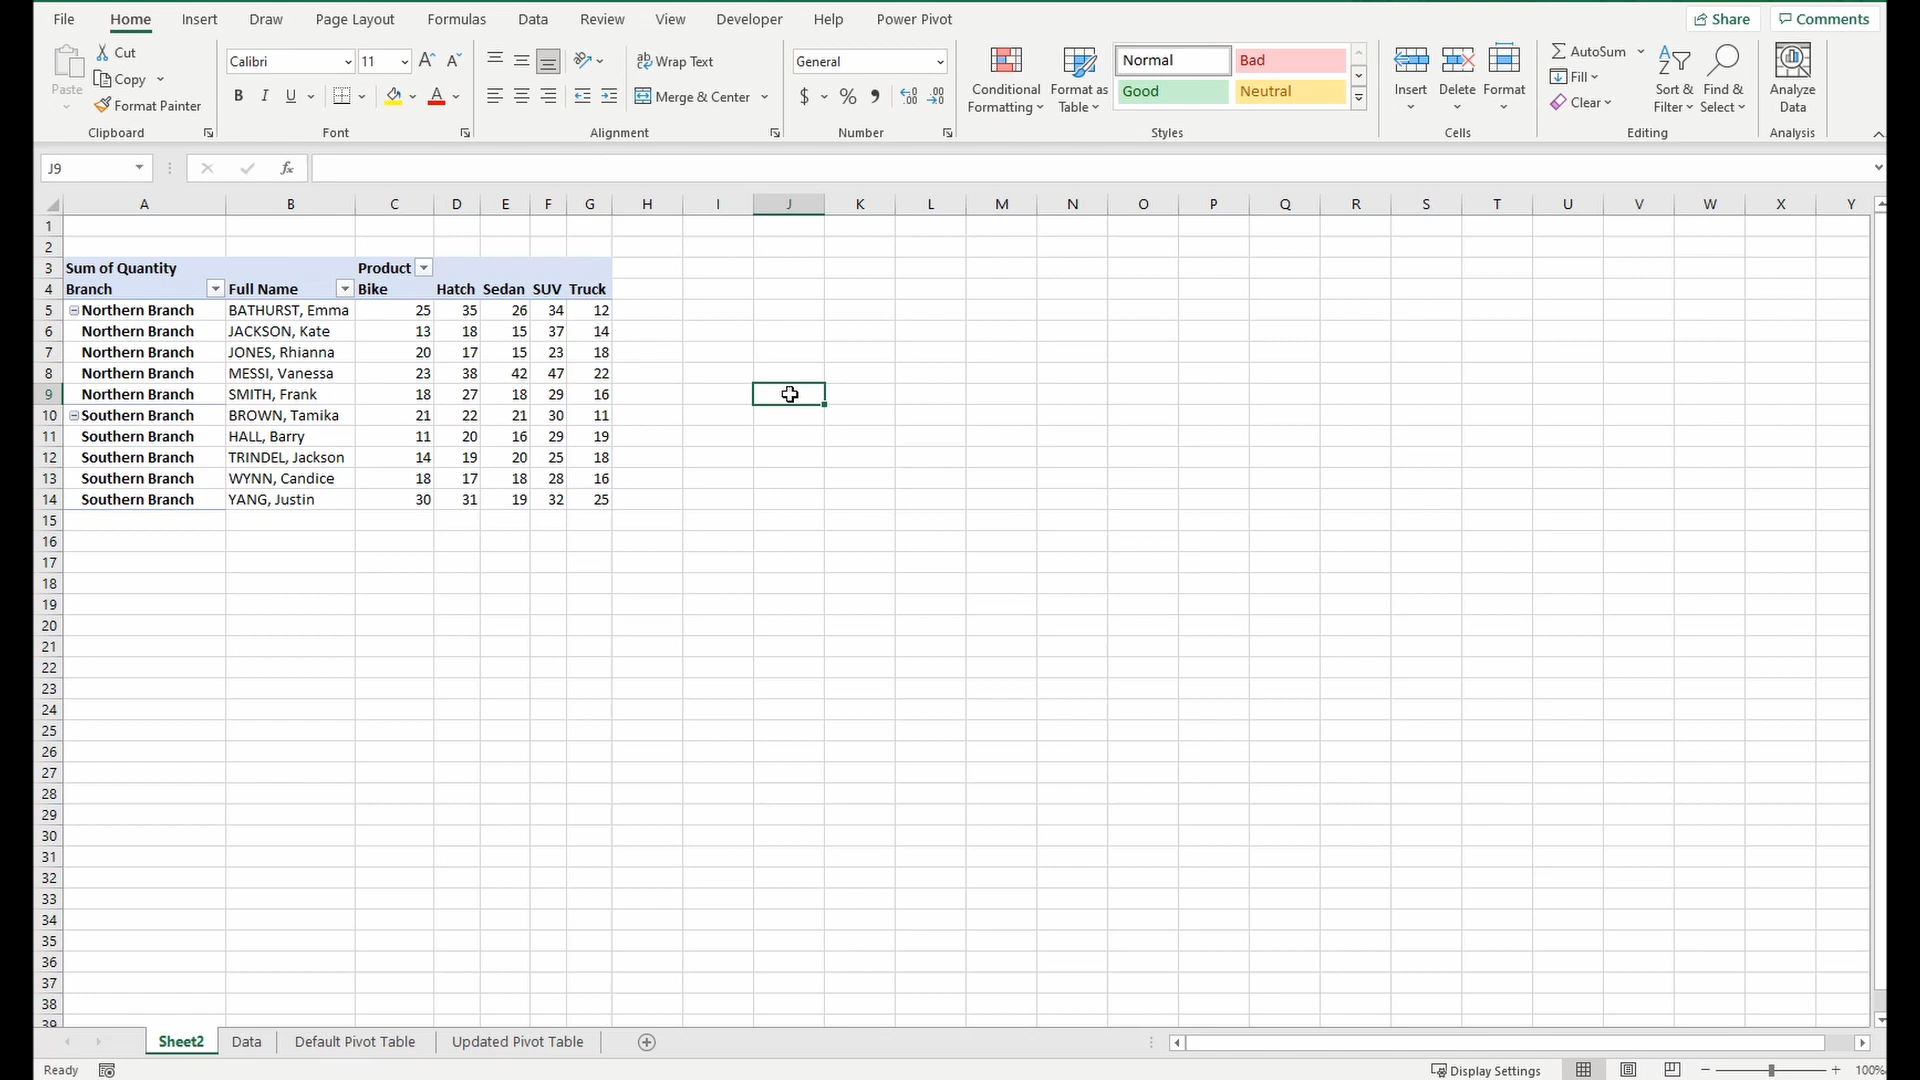 File Home Insert Draw Page Layout Formulas Data Review View Developer Help Power Pivot Share Comments
Paste Cut Copy Format Painter Clipboard
Calibri 11 A A B I U A Font
ab Wrap Text Merge & Center Alignment
General $ % Number
Conditional Formatting Format as Table Normal Bad Good Neutral Styles
Insert Delete Format Cells
AutoSum Fill Clear Sort & Filter Find & Select Editing
Analyze Data Analysis
J9 fx
A B C D E F G H I J K L M N O P Q R S T U V W X Y
1
2
3 Sum of Quantity Product
4 Branch Full Name Bike Hatch Sedan SUV Truck
5 Northern Branch BATHURST, Emma 25 35 26 34 12
6 Northern Branch JACKSON, Kate 13 18 15 37 14
7 Northern Branch JONES, Rhianna 20 17 15 23 18
8 Northern Branch MESSI, Vanessa 23 38 42 47 22
9 Northern Branch SMITH, Frank 18 27 18 29 16
10 Southern Branch BROWN, Tamika 21 22 21 30 11
11 Southern Branch HALL, Barry 11 20 16 29 19
12 Southern Branch TRINDEL, Jackson 14 19 20 25 18
13 Southern Branch WYNN, Candice 18 17 18 28 16
14 Southern Branch YANG, Justin 30 31 19 32 25
15
16
17
18
19
20
21
22
23
24
25
26
27
28
29
30
31
32
33
34
35
36
37
38
39
Sheet2 Data Default Pivot Table Updated Pivot Table
Ready Display Settings 100%